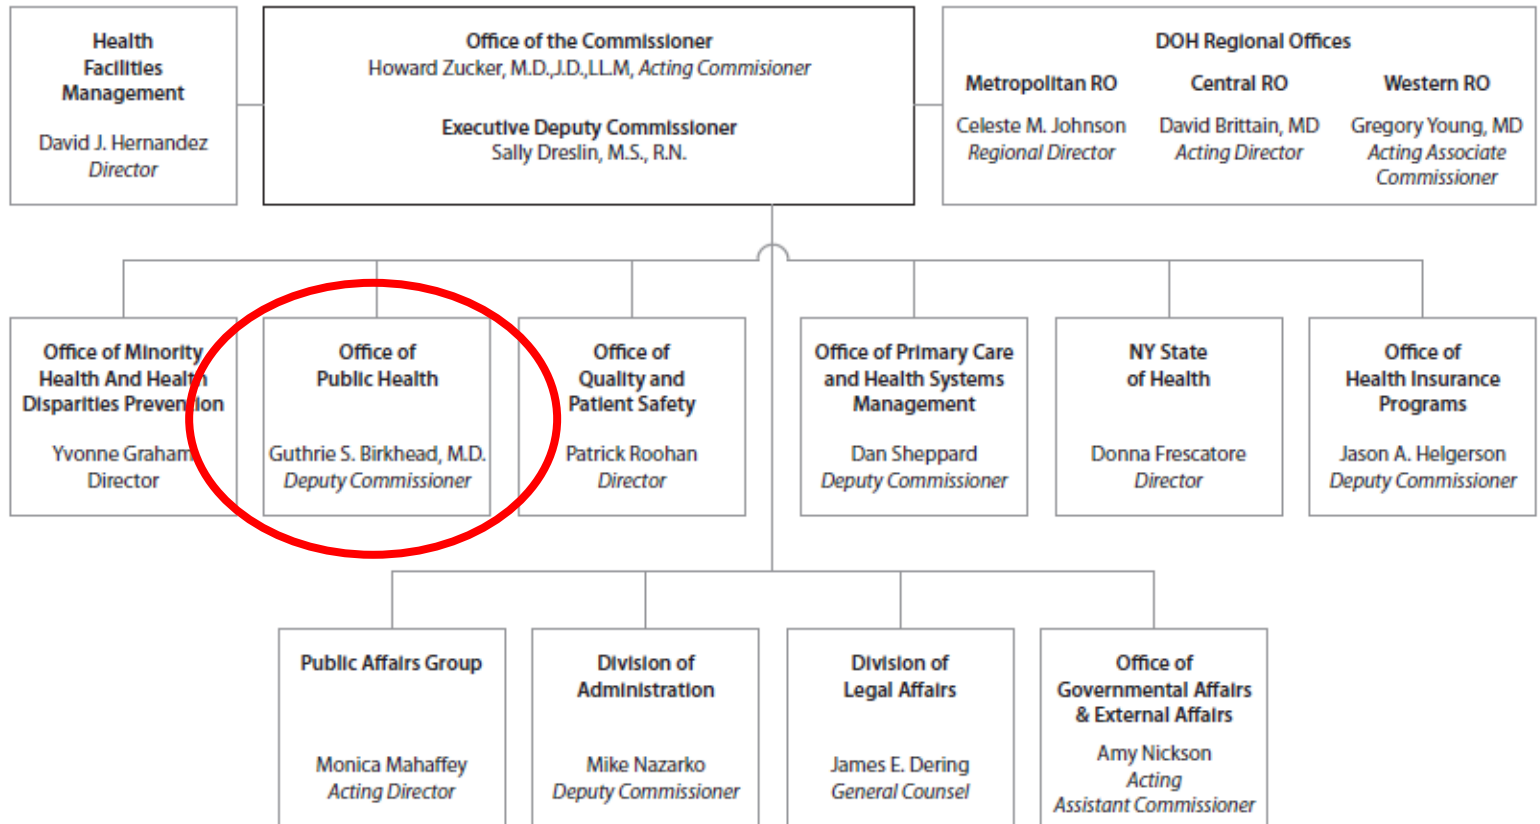 Health
Facilities
Management
David J. Hernandez
Director
Office of the Commissioner
Howard Zucker, M.D.,J.D.,LL.M, Acting Commisioner
Executive Deputy Commissioner
Sally Dreslin, M.S., R.N.
DOH Regional Offices
Metropolitan RO
Celeste M. Johnson
Regional Director
Central RO
David Brittain, MD
Acting Director
Western RO
Gregory Young, MD
Acting Associate
Commissioner
Office of Minority
Health And Health
Disparities Prevention
Yvonne Graham
Director
Office of
Public Health
Guthrie S. Birkhead, M.D.
Deputy Commissioner
Office of
Quality and
Patient Safety
Patrick Roohan
Director
Office of Primary Care
and Health Systems
Management
Dan Sheppard
Deputy Commissioner
NY State
of Health
Donna Frescatore
Director
Office of
Health Insurance
Programs
Jason A. Helgerson
Deputy Commissioner
Public Affairs Group
Monica Mahaffey
Acting Director
Division of
Administration
Mike Nazarko
Deputy Commissioner
Division of
Legal Affairs
James E. Dering
General Counsel
Office of
Governmental Affairs
& External Affairs
Amy Nickson
Acting
Assistant Commissioner